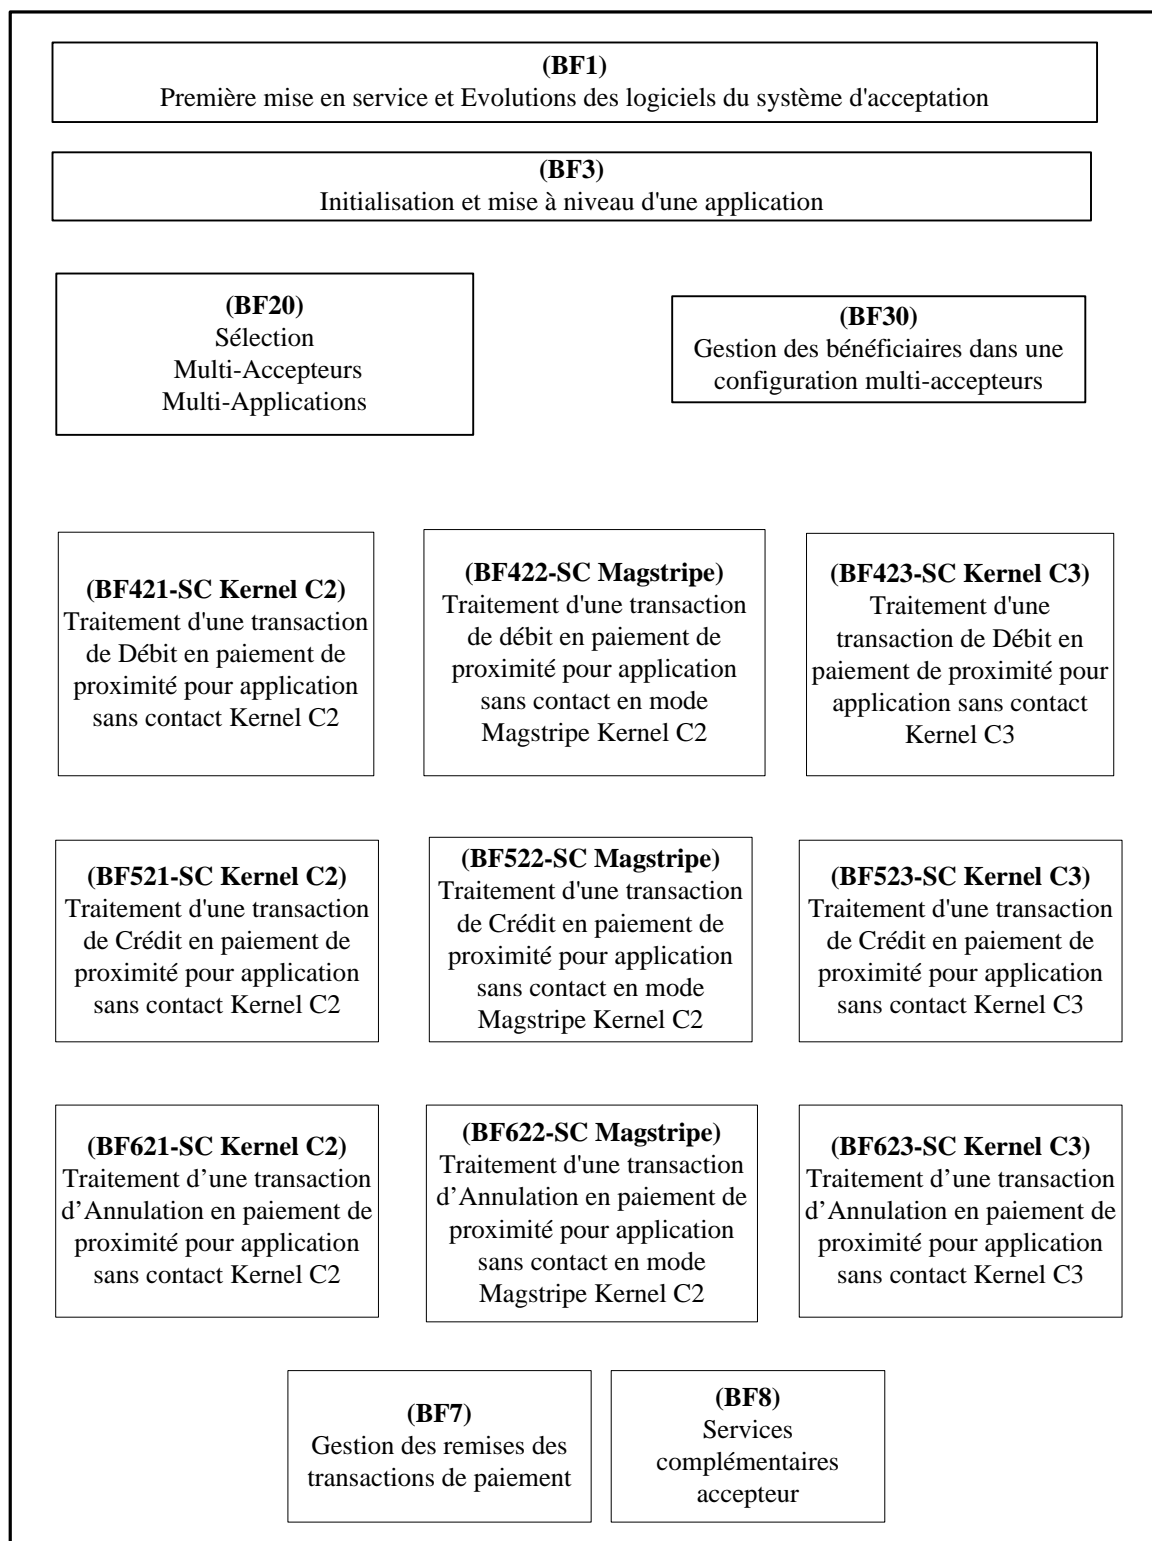 (BF1)
Première mise en service et Evolutions des logiciels du système d'acceptation
(BF3)
Initialisation et mise à niveau d'une application
(BF20)
Sélection
Multi-Accepteurs
Multi-Applications
(BF30)
Gestion des bénéficiaires dans une
configuration multi-accepteurs
(BF421-SC Kernel C2)
Traitement d'une transaction
de Débit en paiement de
proximité pour application
sans contact Kernel C2
(BF422-SC Magstripe)
Traitement d'une transaction
de débit en paiement de
proximité pour application
sans contact en mode
Magstripe Kernel C2
(BF423-SC Kernel C3)
Traitement d'une
transaction de Débit en
paiement de proximité pour
application sans contact
Kernel C3
(BF521-SC Kernel C2)
Traitement d'une transaction
de Crédit en paiement de
proximité pour application
sans contact Kernel C2
(BF522-SC Magstripe)
Traitement d'une transaction
de Crédit en paiement de
proximité pour application
sans contact en mode
Magstripe Kernel C2
(BF523-SC Kernel C3)
Traitement d'une transaction
de Crédit en paiement de
proximité pour application
sans contact Kernel C3
(BF621-SC Kernel C2)
Traitement d’une transaction
d’Annulation en paiement de
proximité pour application
sans contact Kernel C2
(BF622-SC Magstripe)
Traitement d'une transaction
d’Annulation en paiement de
proximité pour application
sans contact en mode
Magstripe Kernel C2
(BF623-SC Kernel C3)
Traitement d’une transaction
d’Annulation en paiement de
proximité pour application
sans contact Kernel C3
(BF7)
Gestion des remises des
transactions de paiement
(BF8)
Services
complémentaires
accepteur